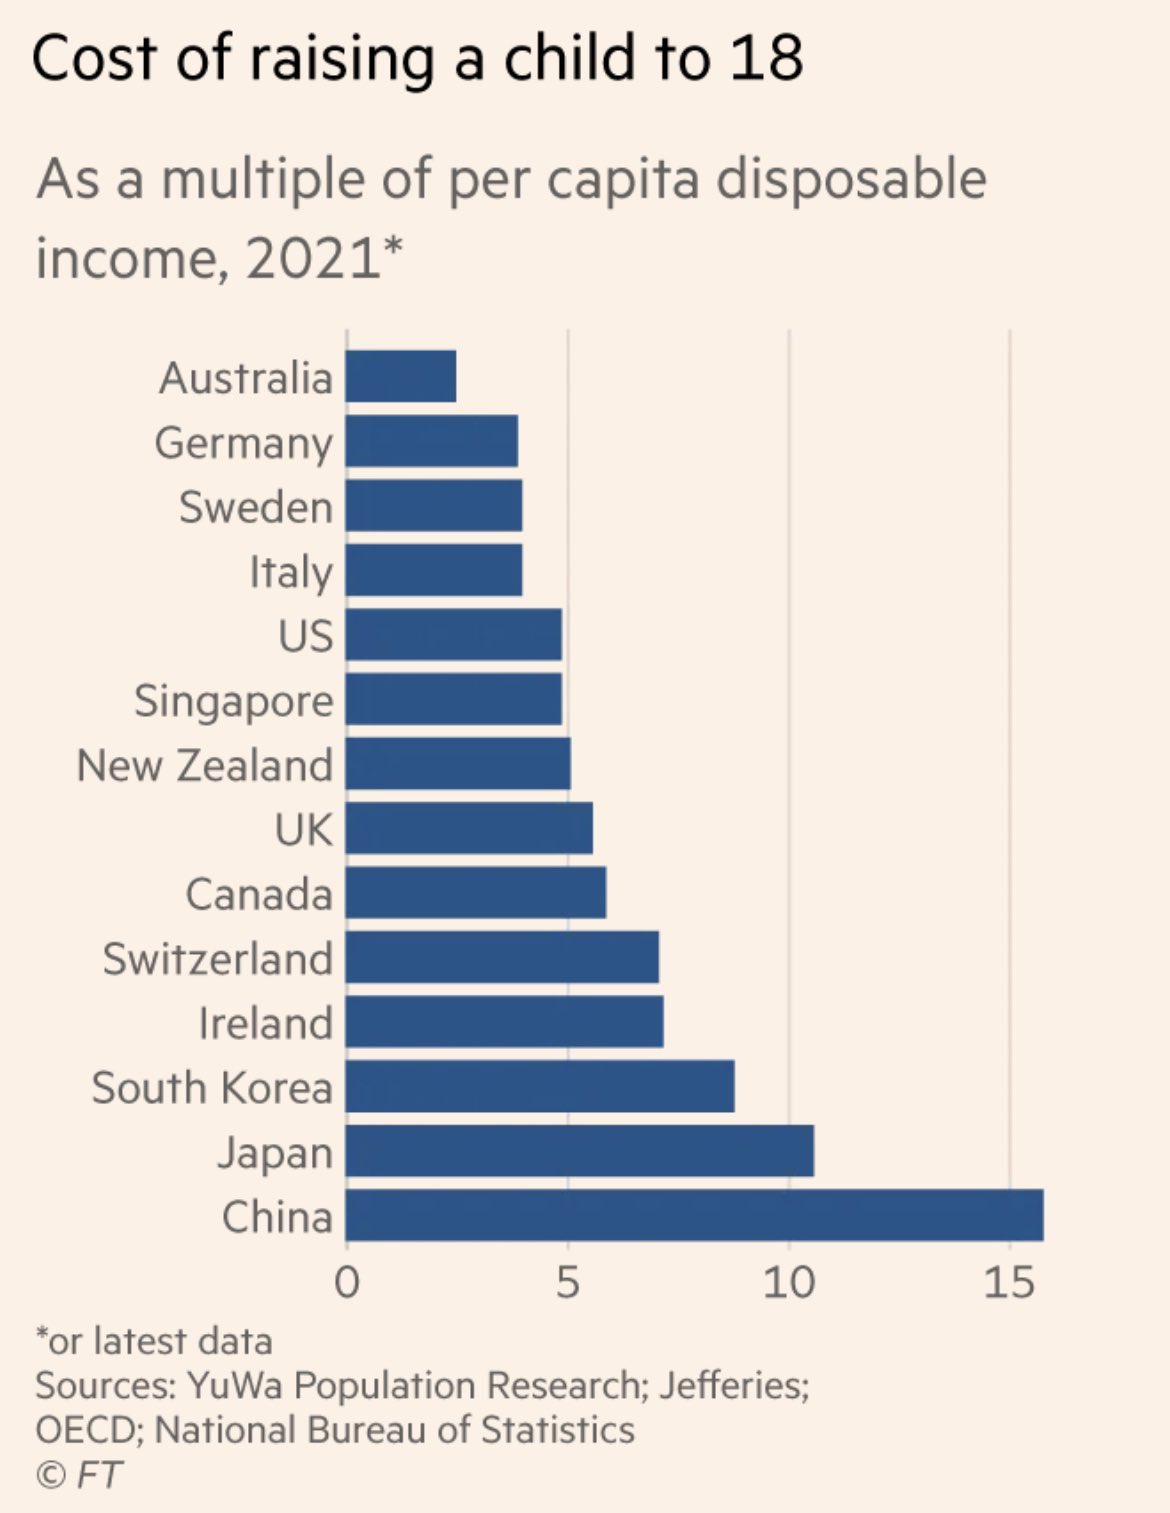 Cost of raising a child to 18
As a multiple of per capita disposable
income, 2021*
Australia
Germany
Sweden
Italy
US
Singapore
New Zealand
UK
Canada
Switzerland
Ireland
South Korea
Japan
China
0 5 10 15
*or latest data
Sources: YuWa Population Research; Jefferies;
OECD; National Bureau of Statistics
© FT